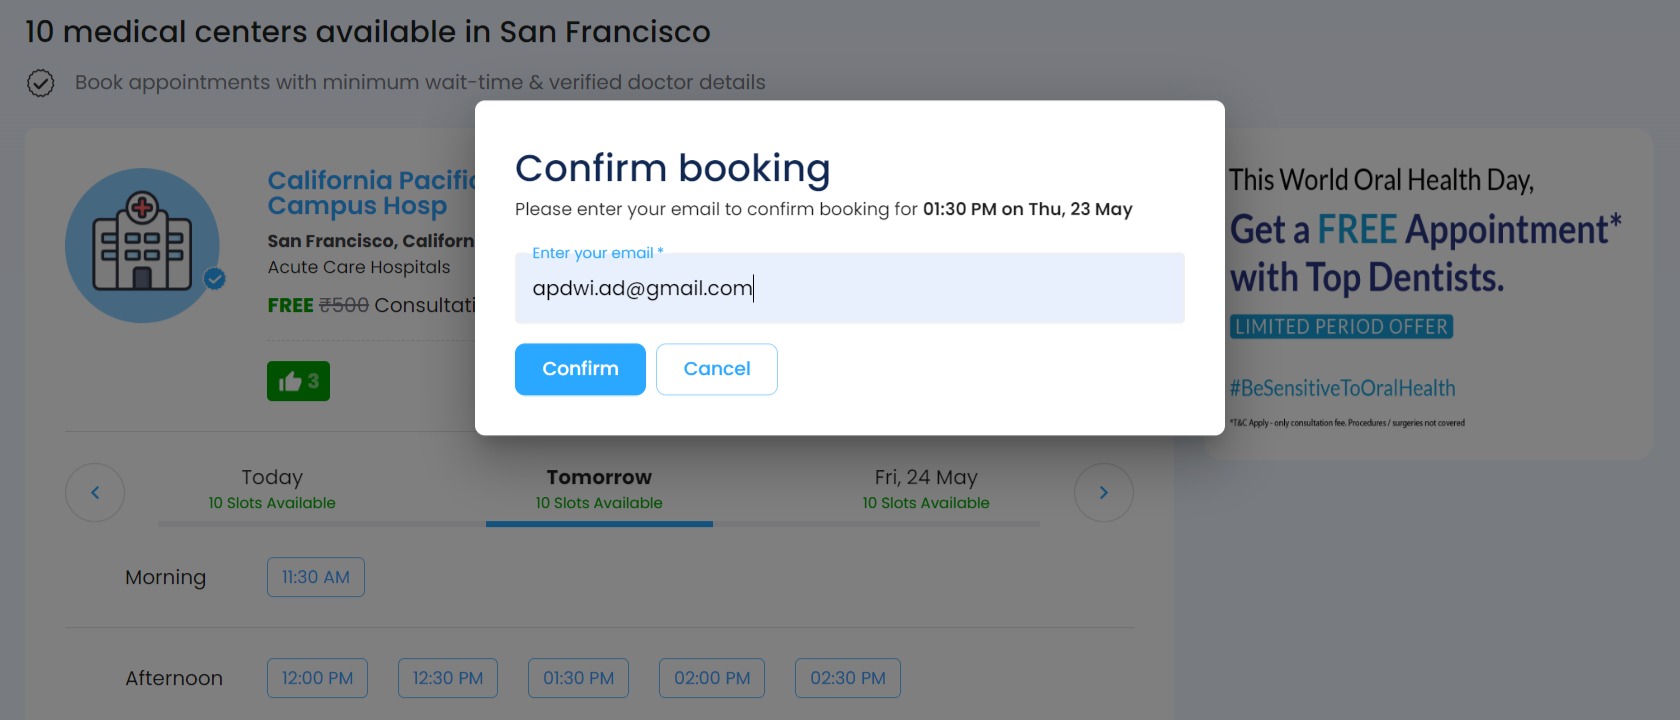 10 medical centers available in San Francisco
Book appointments with minimum wait-time & verified doctor details
California Pacific
Campus Hosp
San Francisco, Californ
Acute Care Hospitals
FREE ₹500 Consultati
3
Confirm booking
Please enter your email to confirm booking for 01:30 PM on Thu, 23 May
Enter your email *
apdwi.ad@gmail.com
Confirm Cancel
This World Oral Health Day,
Get a FREE Appointment*
with Top Dentists.
LIMITED PERIOD OFFER
#BeSensitiveToOralHealth
*T&C Apply - only consultation fee. Procedures / surgeries not covered
Today Tomorrow Fri, 24 May
10 Slots Available 10 Slots Available 10 Slots Available
Morning 11:30 AM
Afternoon 12:00 PM 12:30 PM 01:30 PM 02:00 PM 02:30 PM